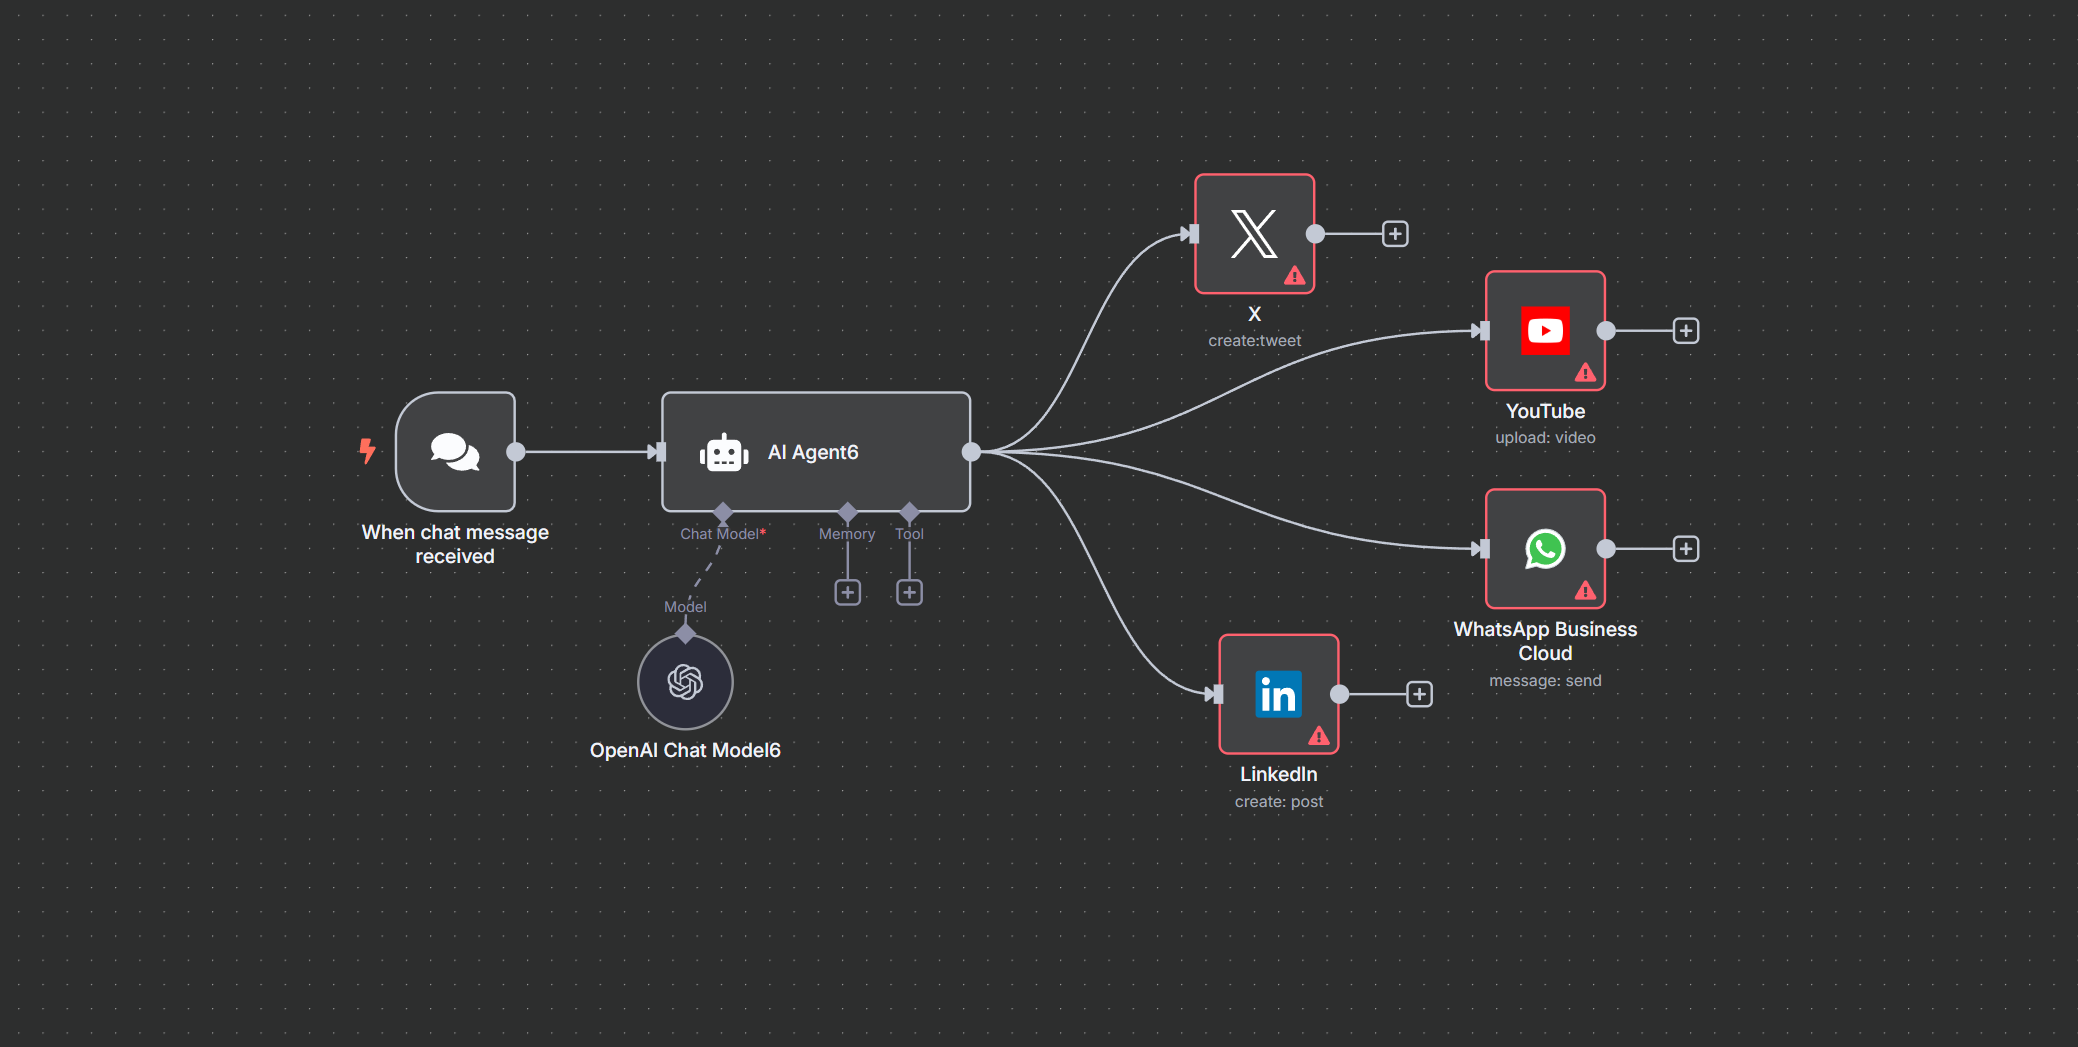 X
create:tweet
YouTube
upload: video
AI Agent6
When chat message
received
Chat Model*
Memory
Tool
Model
OpenAI Chat Model6
WhatsApp Business
Cloud
message: send
in
LinkedIn
create: post